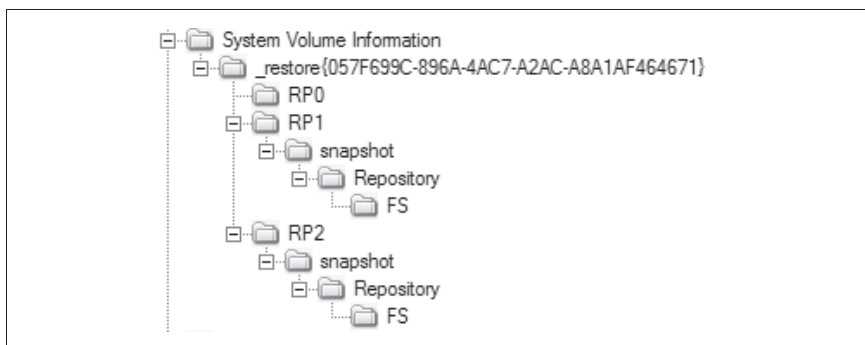 System Volume Information
_restore{057F699C-896A-4AC7-A2AC-A8A1AF464671}
RP0
RP1
snapshot
Repository
FS
RP2
snapshot
Repository
FS